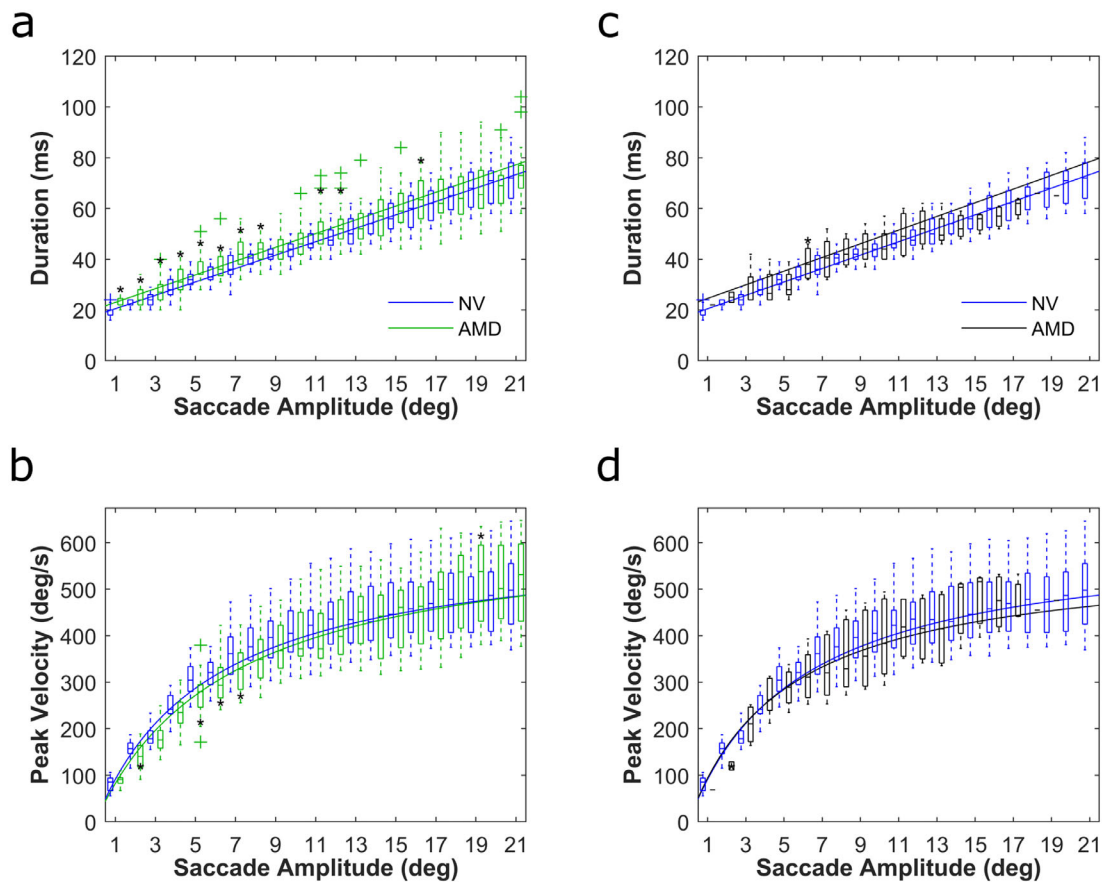 a
120
100
80
60
40
20
0
Duration (ms)
NV
AMD
1 3 5 7 9 11 13 15 17 19 21
Saccade Amplitude (deg)
c
120
100
80
60
40
20
0
Duration (ms)
NV
AMD
1 3 5 7 9 11 13 15 17 19 21
Saccade Amplitude (deg)
b
600
500
400
300
200
100
0
Peak Velocity (deg/s)
1 3 5 7 9 11 13 15 17 19 21
Saccade Amplitude (deg)
d
600
500
400
300
200
100
0
Peak Velocity (deg/s)
1 3 5 7 9 11 13 15 17 19 21
Saccade Amplitude (deg)